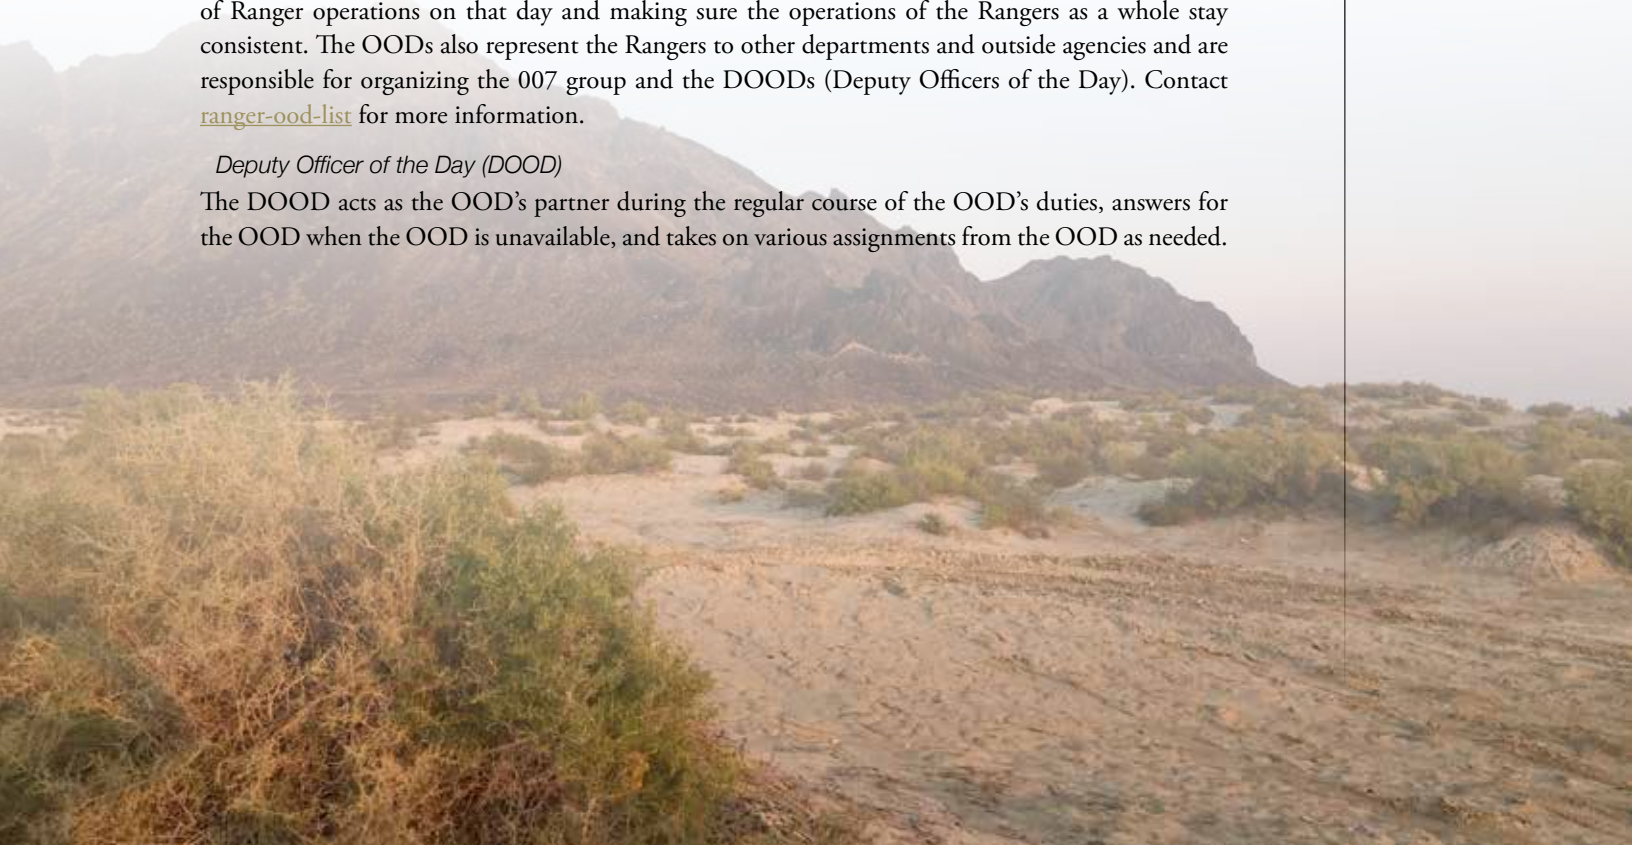 of Ranger operations on that day and making sure the operations of the Rangers as a whole stay
consistent. The OODs also represent the Rangers to other departments and outside agencies and are
responsible for organizing the 007 group and the DOODs (Deputy Officers of the Day). Contact
ranger-ood-list for more information.
Deputy Officer of the Day (DOOD)
The DOOD acts as the OOD’s partner during the regular course of the OOD’s duties, answers for
the OOD when the OOD is unavailable, and takes on various assignments from the OOD as needed.